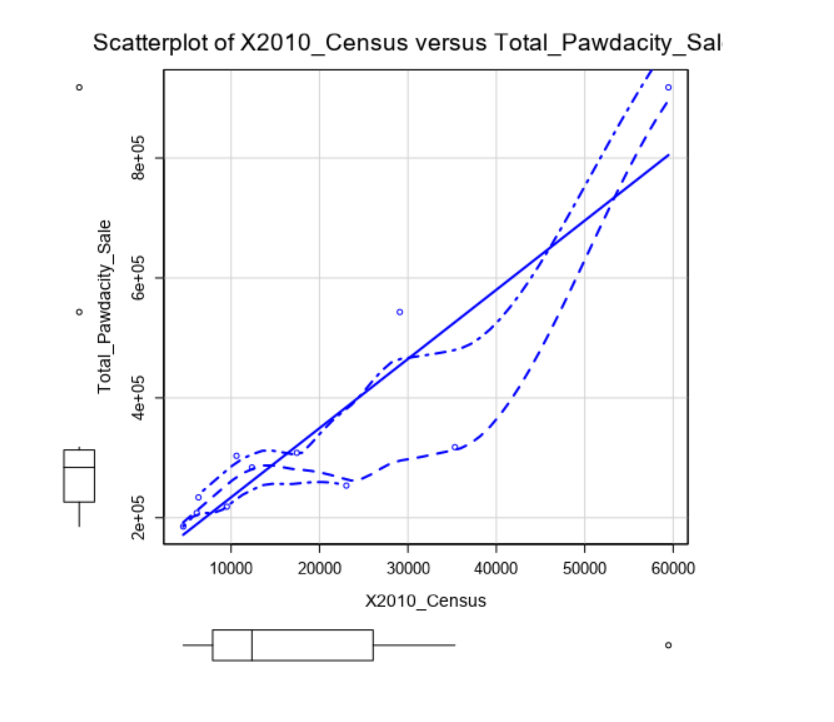 Scatterplot of X2010_Census versus Total_Pawdacity_Sal
8e+05
6e+05
4e+05
2e+05
Total_Pawdacity_Sale
10000 20000 30000 40000 50000 60000
X2010_Census